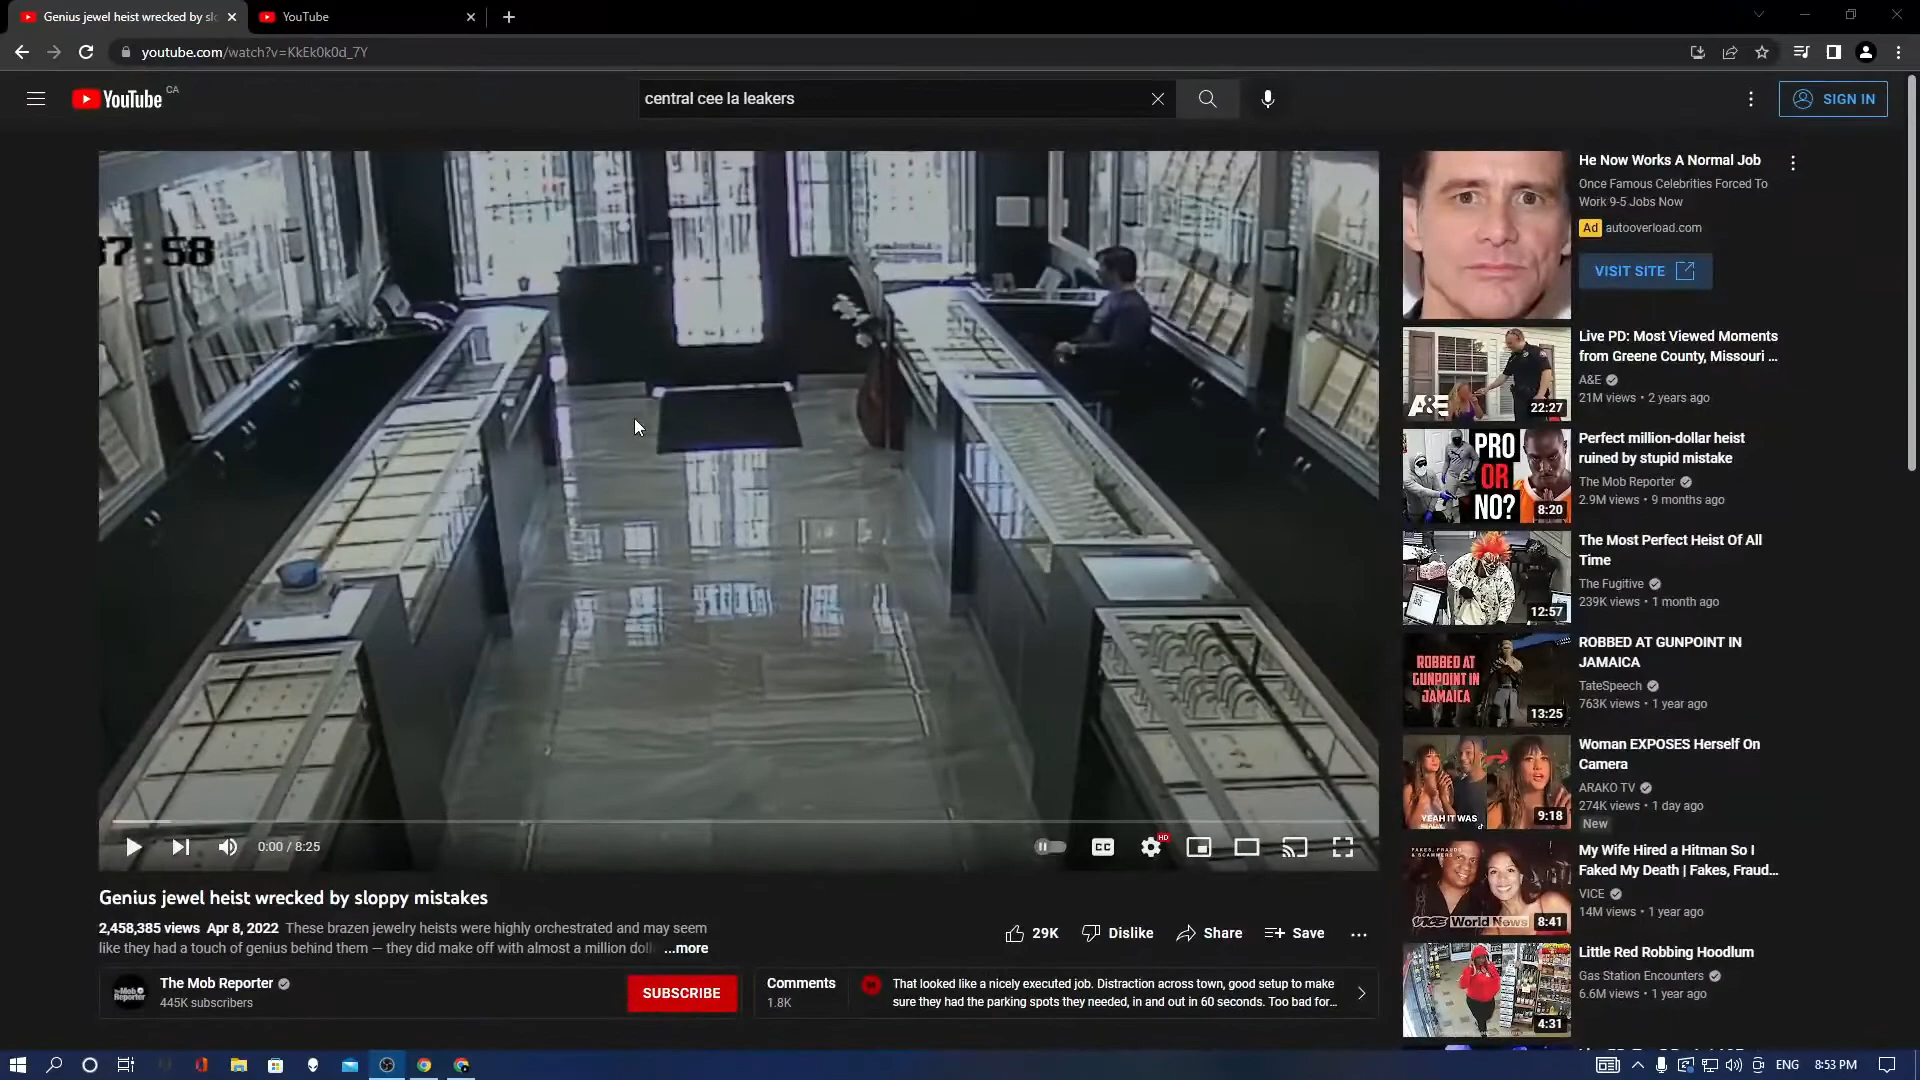 Genius jewel heist wrecked by slo
YouTube
youtube.com/watch?v=KkEk0k0d_7Y
YouTube CA
central cee la leakers
SIGN IN
37:58
He Now Works A Normal Job
Once Famous Celebrities Forced To
Work 9-5 Jobs Now
Ad autooverload.com
VISIT SITE
Live PD: Most Viewed Moments
from Greene County, Missouri ...
A&E
21M views • 2 years ago
A&E
22:27
Perfect million-dollar heist
ruined by stupid mistake
The Mob Reporter
2.9M views • 9 months ago
PRO
OR
NO?
8:20
The Most Perfect Heist Of All
Time
The Fugitive
239K views • 1 month ago
12:57
ROBBED AT GUNPOINT IN
JAMAICA
TateSpeech
763K views • 1 year ago
ROBBED AT
GUNPOINT IN
JAMAICA
13:25
Woman EXPOSES Herself On
Camera
ARAKO TV
274K views • 1 day ago
New
YEAH IT WAS
9:18
My Wife Hired a Hitman So I
Faked My Death | Fakes, Fraud...
VICE
14M views • 1 year ago
FAKES, FRAUDS
& SCAMMERS
VICE World News
8:41
Little Red Robbing Hoodlum
Gas Station Encounters
6.6M views • 1 year ago
4:31
0:00 / 8:25
CC
HD
Genius jewel heist wrecked by sloppy mistakes
2,458,385 views Apr 8, 2022 These brazen jewelry heists were highly orchestrated and may seem
like they had a touch of genius behind them — they did make off with almost a million doll ...more
29K
Dislike
Share
Save
The Mob Reporter
The Mob Reporter
445K subscribers
SUBSCRIBE
Comments
1.8K
That looked like a nicely executed job. Distraction across town, good setup to make
sure they had the parking spots they needed, in and out in 60 seconds. Too bad for...
ENG
8:53 PM